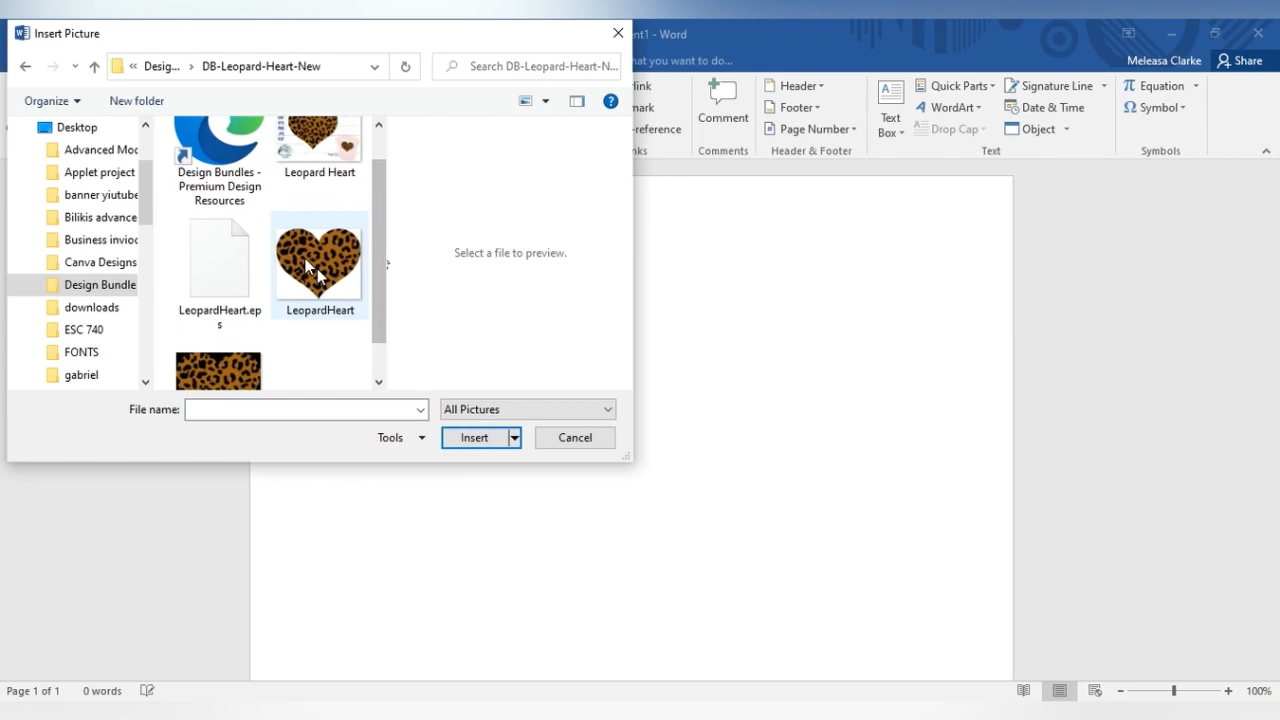 Insert Picture
ent1 - Word
Desig... › DB-Leopard-Heart-New
Search DB-Leopard-Heart-N...
hat you want to do...
Meleasa Clarke
Share
Organize
New folder
Desktop
Advanced Moc
Applet project
banner yiutube
Bilikis advance
Business invioc
Canva Designs
Design Bundle
downloads
ESC 740
FONTS
gabriel
Design Bundles -
Premium Design
Resources
Leopard Heart
LeopardHeart.ep
s
LeopardHeart
Select a file to preview.
File name:
All Pictures
Tools
Insert
Cancel
link
mark
-reference
nks
Comment
Comments
Header
Footer
Page Number
Header & Footer
Text
Box
Quick Parts
WordArt
Drop Cap
Signature Line
Date & Time
Object
Text
Equation
Symbol
Symbols
Page 1 of 1
0 words
100%